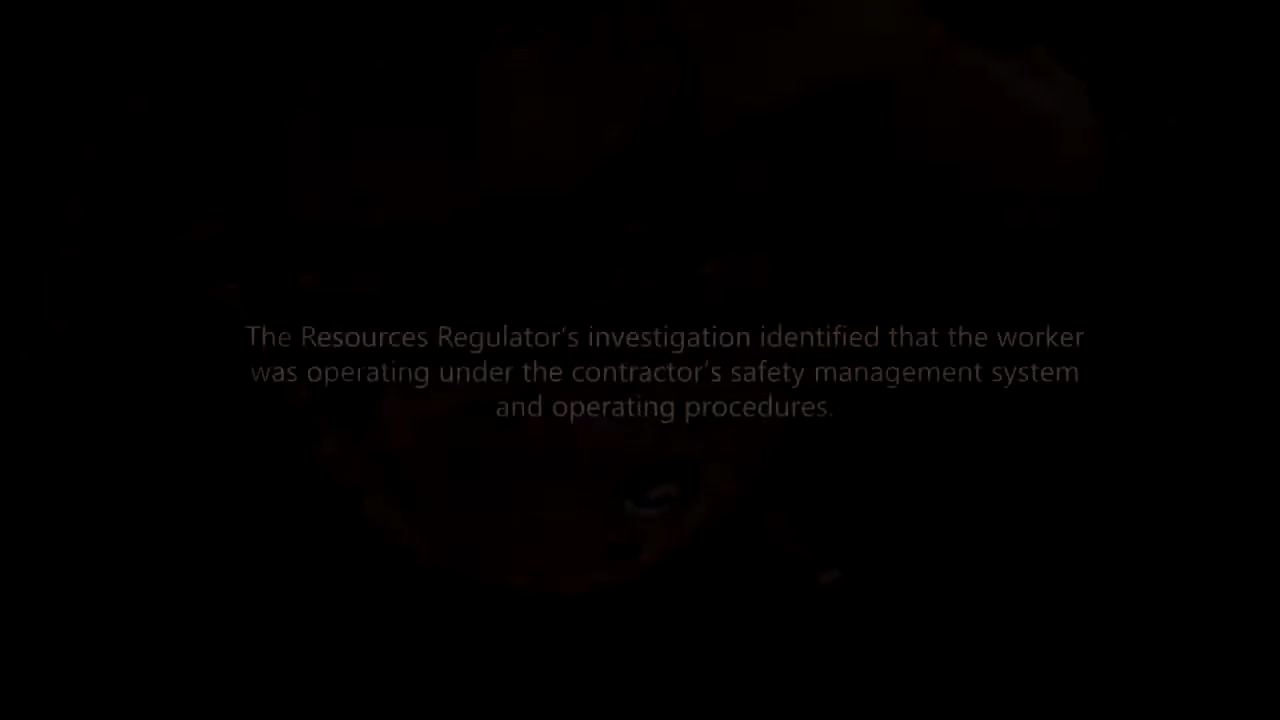 The Resources Regulator's investigation identified that the worker
was operating under the contractor's safety management system
and operating procedures.